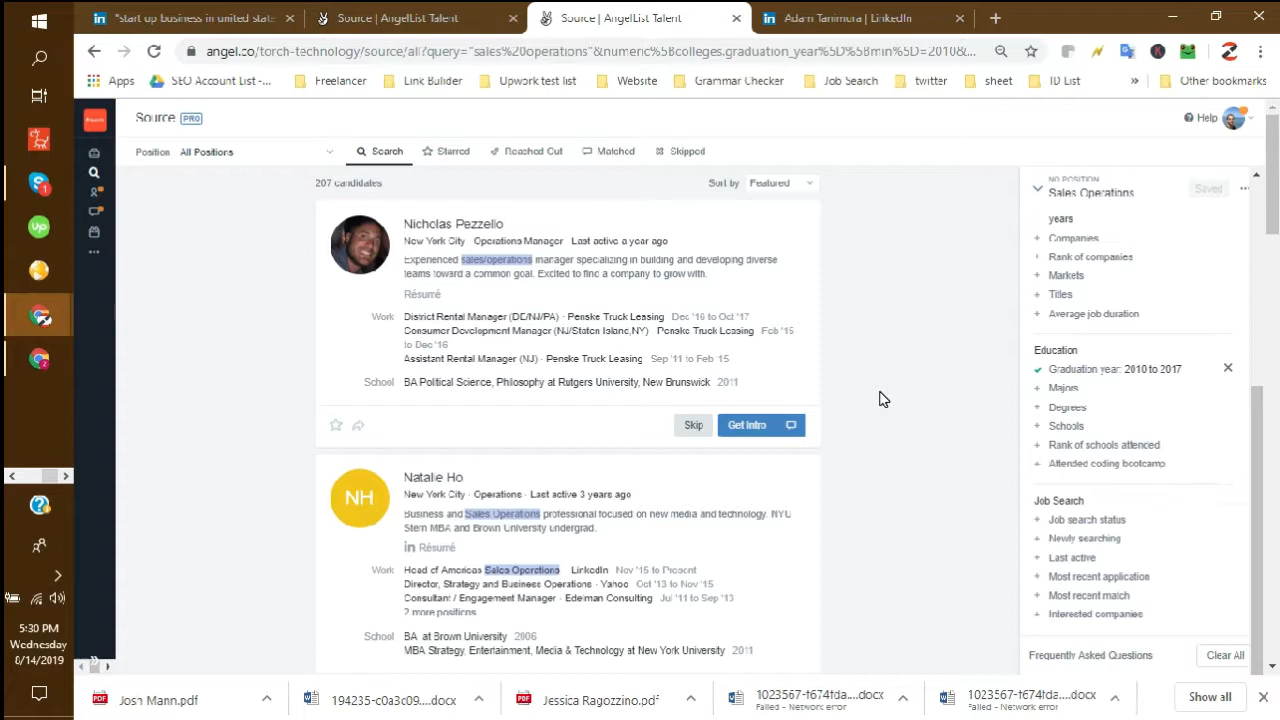 "start up business in united state
Source | AngelList Talent
Source | AngelList Talent
Adam Tanimura | LinkedIn
angel.co/torch-technology/source/all?query="sales%20operations"&numeric%5Bcolleges.graduation_year%5D%5Bmin%5D=2010&...
Apps
SEO Account List -...
Freelancer
Link Builder
Upwork test list
Website
Grammar Checker
Job Search
twitter
sheet
ID List
Other bookmarks
Source PRO
Help
Position All Positions
Search
Starred
Reached Out
Matched
Skipped
207 candidates
Sort by Featured
Nicholas Pezzello
New York City · Operations Manager · Last active a year ago
Experienced sales/operations manager specializing in building and developing diverse
teams toward a common goal. Excited to find a company to grow with.
Résumé
Work District Rental Manager (DE/NJ/PA) · Penske Truck Leasing Dec '16 to Oct '17
Consumer Development Manager (NJ/Staten Island,NY) · Penske Truck Leasing Feb '15
to Dec '16
Assistant Rental Manager (NJ) · Penske Truck Leasing Sep '11 to Feb '15
School BA Political Science, Philosophy at Rutgers University, New Brunswick 2011
Skip
Get Intro
NH
Natalie Ho
New York City · Operations · Last active 3 years ago
Business and Sales Operations professional focused on new media and technology. NYU
Stern MBA and Brown University undergrad.
in Résumé
Work Head of Americas Sales Operations · LinkedIn Nov '15 to Present
Director, Strategy and Business Operations · Yahoo Oct '13 to Nov '15
Consultant / Engagement Manager · Edelman Consulting Jul '11 to Sep '13
2 more positions
School BA at Brown University 2006
MBA Strategy, Entertainment, Media & Technology at New York University 2011
NO POSITION
Sales Operations
Saved
years
+ Companies
+ Rank of companies
+ Markets
+ Titles
+ Average job duration
Education
Graduation year: 2010 to 2017
+ Majors
+ Degrees
+ Schools
+ Rank of schools attended
+ Attended coding bootcamp
Job Search
+ Job search status
+ Newly searching
+ Last active
+ Most recent application
+ Most recent match
+ Interested companies
Frequently Asked Questions
Clear All
5:30 PM
Wednesday
8/14/2019
Josh Mann.pdf
194235-c0a3c09....docx
Jessica Ragozzino.pdf
1023567-f674fda....docx
Failed - Network error
1023567-f674fda....docx
Failed - Network error
Show all